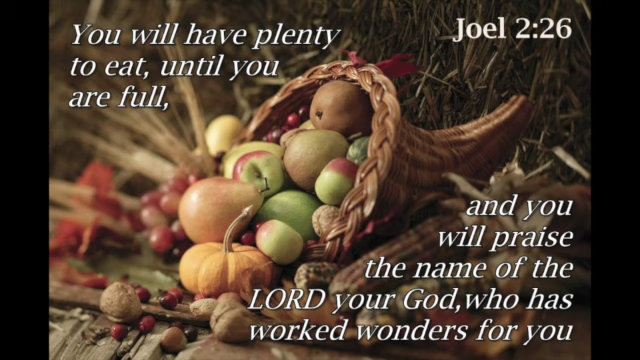 Joel 2:26
You will have plenty
to eat, until you
are full,
and you
will praise
the name of the
LORD your God,who has
worked wonders for you